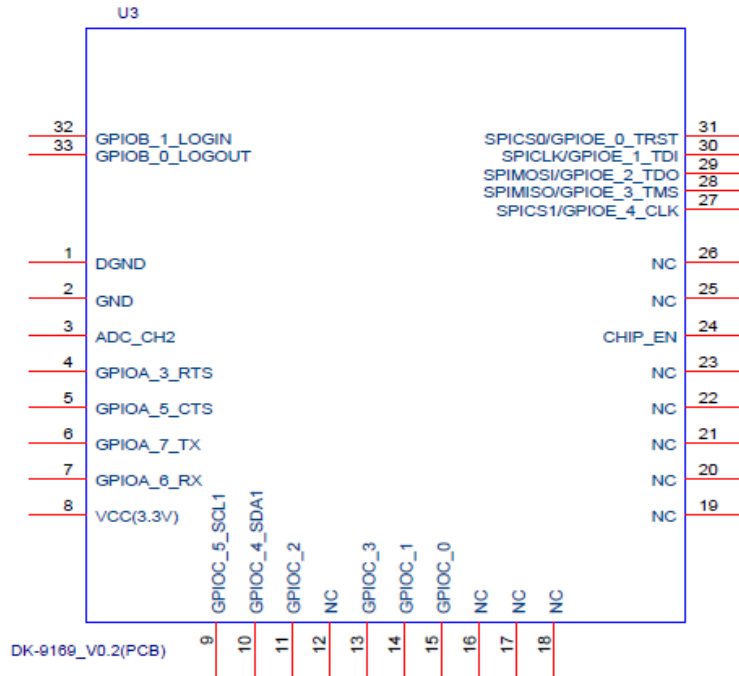 U3
32 GPIOB_1_LOGIN SPICS0/GPIOE_0_TRST 31
33 GPIOB_0_LOGOUT SPICLK/GPIOE_1_TDI 30
SPIMOSI/GPIOE_2_TDO 29
SPIMISO/GPIOE_3_TMS 28
SPICS1/GPIOE_4_CLK 27
1 DGND NC 26
2 GND NC 25
3 ADC_CH2 CHIP_EN 24
4 GPIOA_3_RTS NC 23
5 GPIOA_5_CTS NC 22
6 GPIOA_7_TX NC 21
7 GPIOA_6_RX NC 20
8 VCC(3.3V) NC 19
GPIOC_5_SCL1 9
GPIOC_4_SDA1 10
GPIOC_2 11
NC 12
GPIOC_3 13
GPIOC_1 14
GPIOC_0 15
NC 16
NC 17
NC 18
DK-9169_V0.2(PCB)